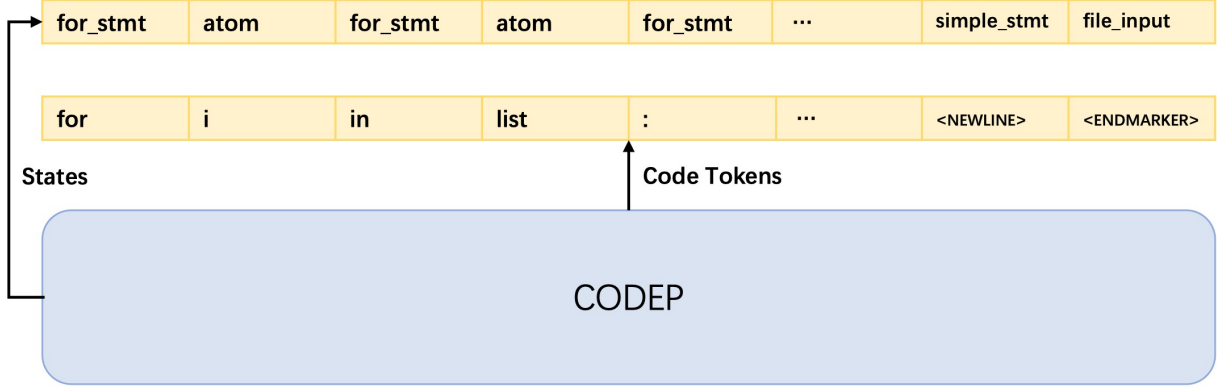 for_stmt atom for_stmt atom for_stmt ... simple_stmt file_input
for i in list : ... <NEWLINE> <ENDMARKER>
States Code Tokens
CODEP